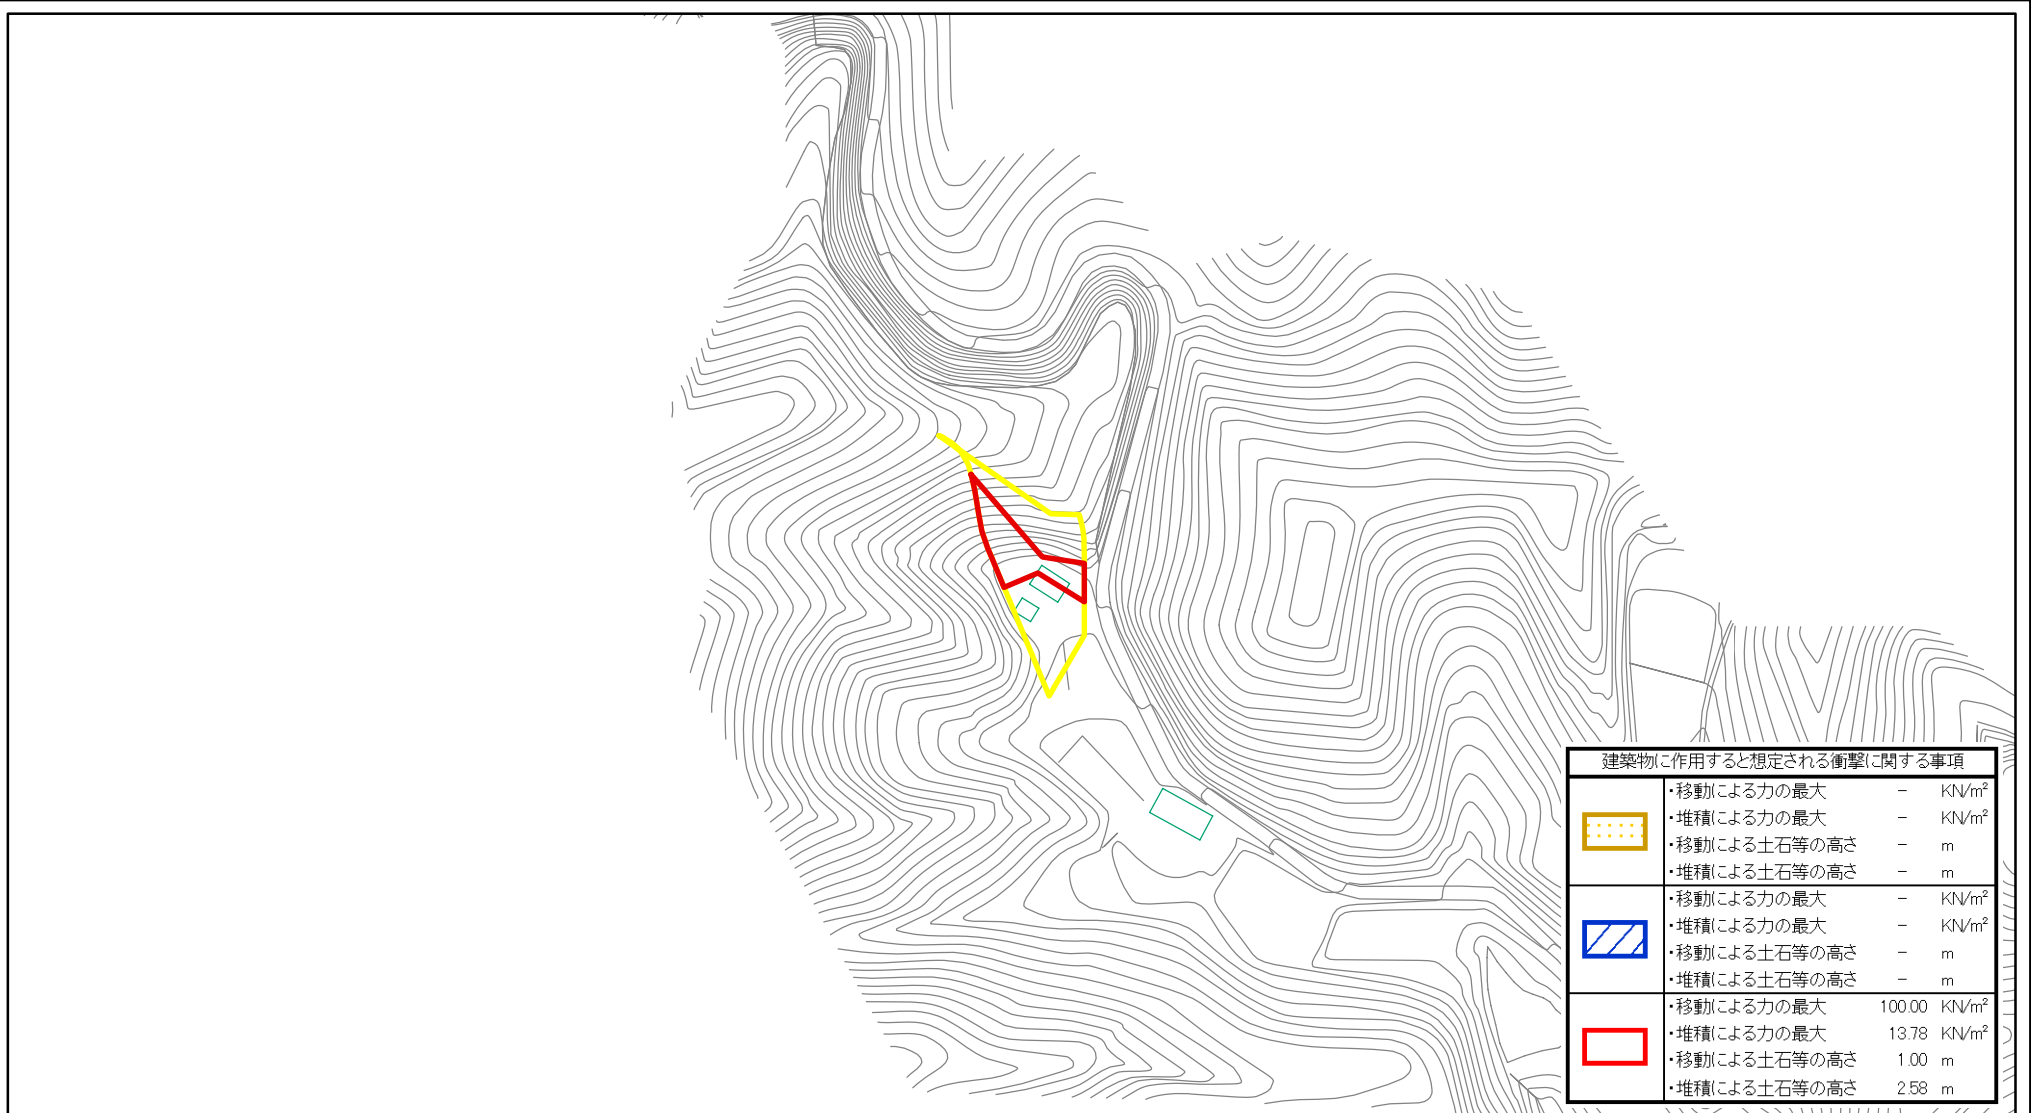 建築物に作用すると想定される衝撃に関する事項
・移動による力の最大 － KN/m²
・堆積による力の最大 － KN/m²
・移動による土石等の高さ － m
・堆積による土石等の高さ － m
・移動による力の最大 － KN/m²
・堆積による力の最大 － KN/m²
・移動による土石等の高さ － m
・堆積による土石等の高さ － m
・移動による力の最大 100.00 KN/m²
・堆積による力の最大 13.78 KN/m²
・移動による土石等の高さ 1.00 m
・堆積による土石等の高さ 2.58 m